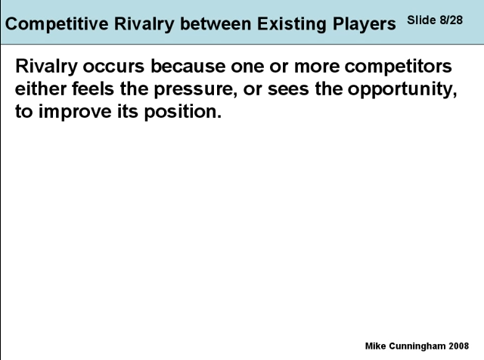 Competitive Rivalry between Existing Players Slide 8/28
Rivalry occurs because one or more competitors
either feels the pressure, or sees the opportunity,
to improve its position.
Mike Cunningham 2008